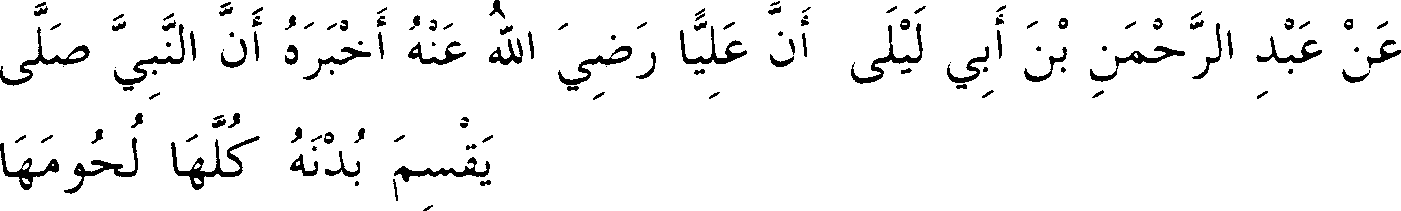 عَنْ عَبْدِ الرَّحْمَنِ بْنَ أَبِي لَيْلَى أَنَّ عَلِيًّا رَضِيَ اللهُ عَنْهُ أَخْبَرَهُ أَنَّ النَّبِيَّ صَلَّى
يَقْسِمَ بُدْنَهُ كُلَّهَا لُحُومَهَا